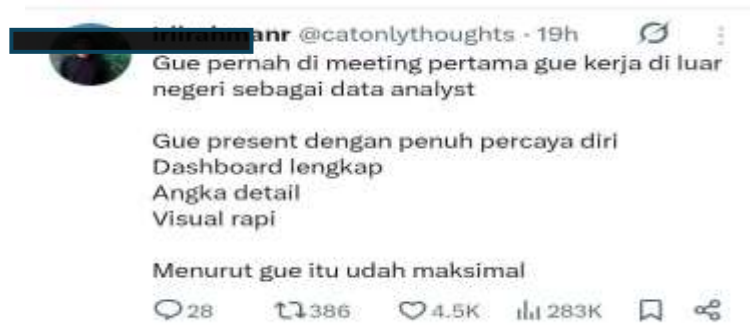 @catonlythoughts · 19h
Gue pernah di meeting pertama gue kerja di luar
negeri sebagai data analyst
Gue present dengan penuh percaya diri
Dashboard lengkap
Angka detail
Visual rapi
Menurut gue itu udah maksimal
28 386 4.5K 283K